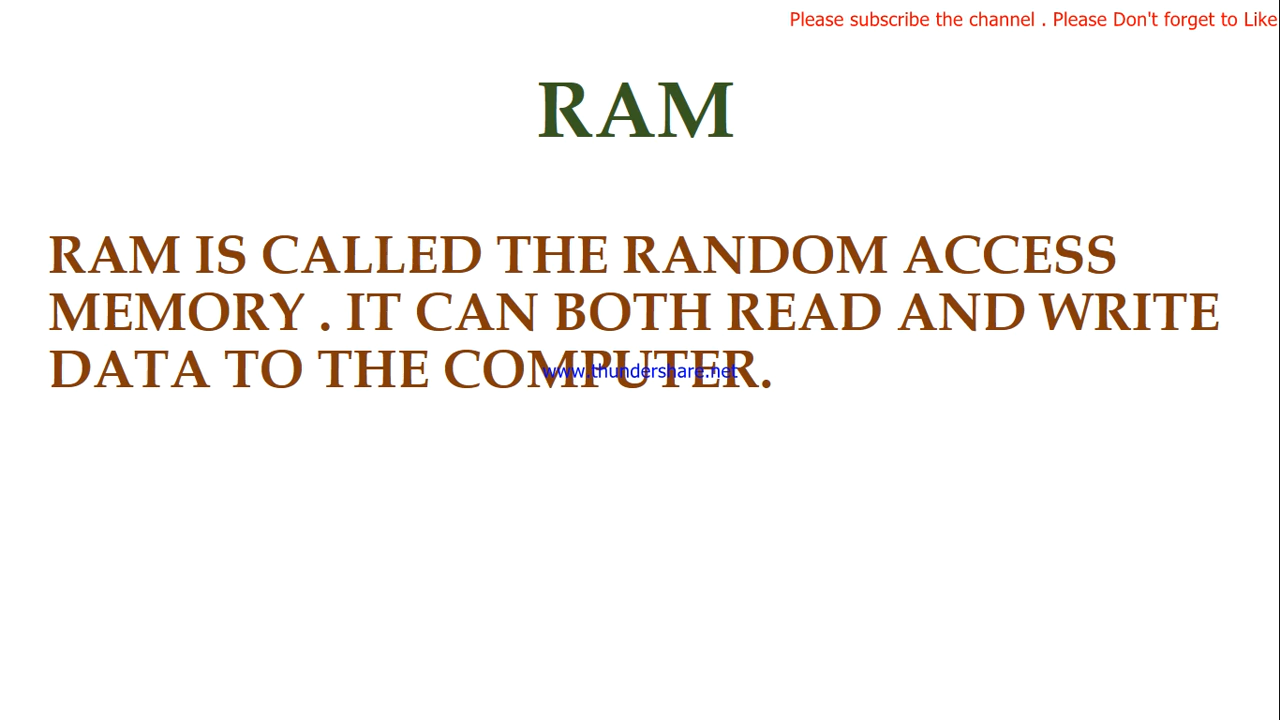 Please subscribe the channel . Please Don't forget to Like
RAM
RAM IS CALLED THE RANDOM ACCESS
MEMORY . IT CAN BOTH READ AND WRITE
DATA TO THE COMPUTER.
www.thundershare.net